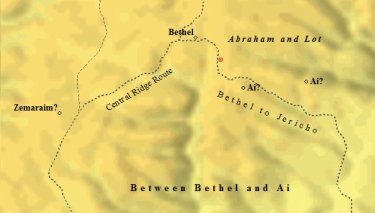 Bethel
Abraham and Lot
Ai?
Ai?
Central Ridge Route
Bethel to Jericho
Zemaraim?
Between Bethel and Ai